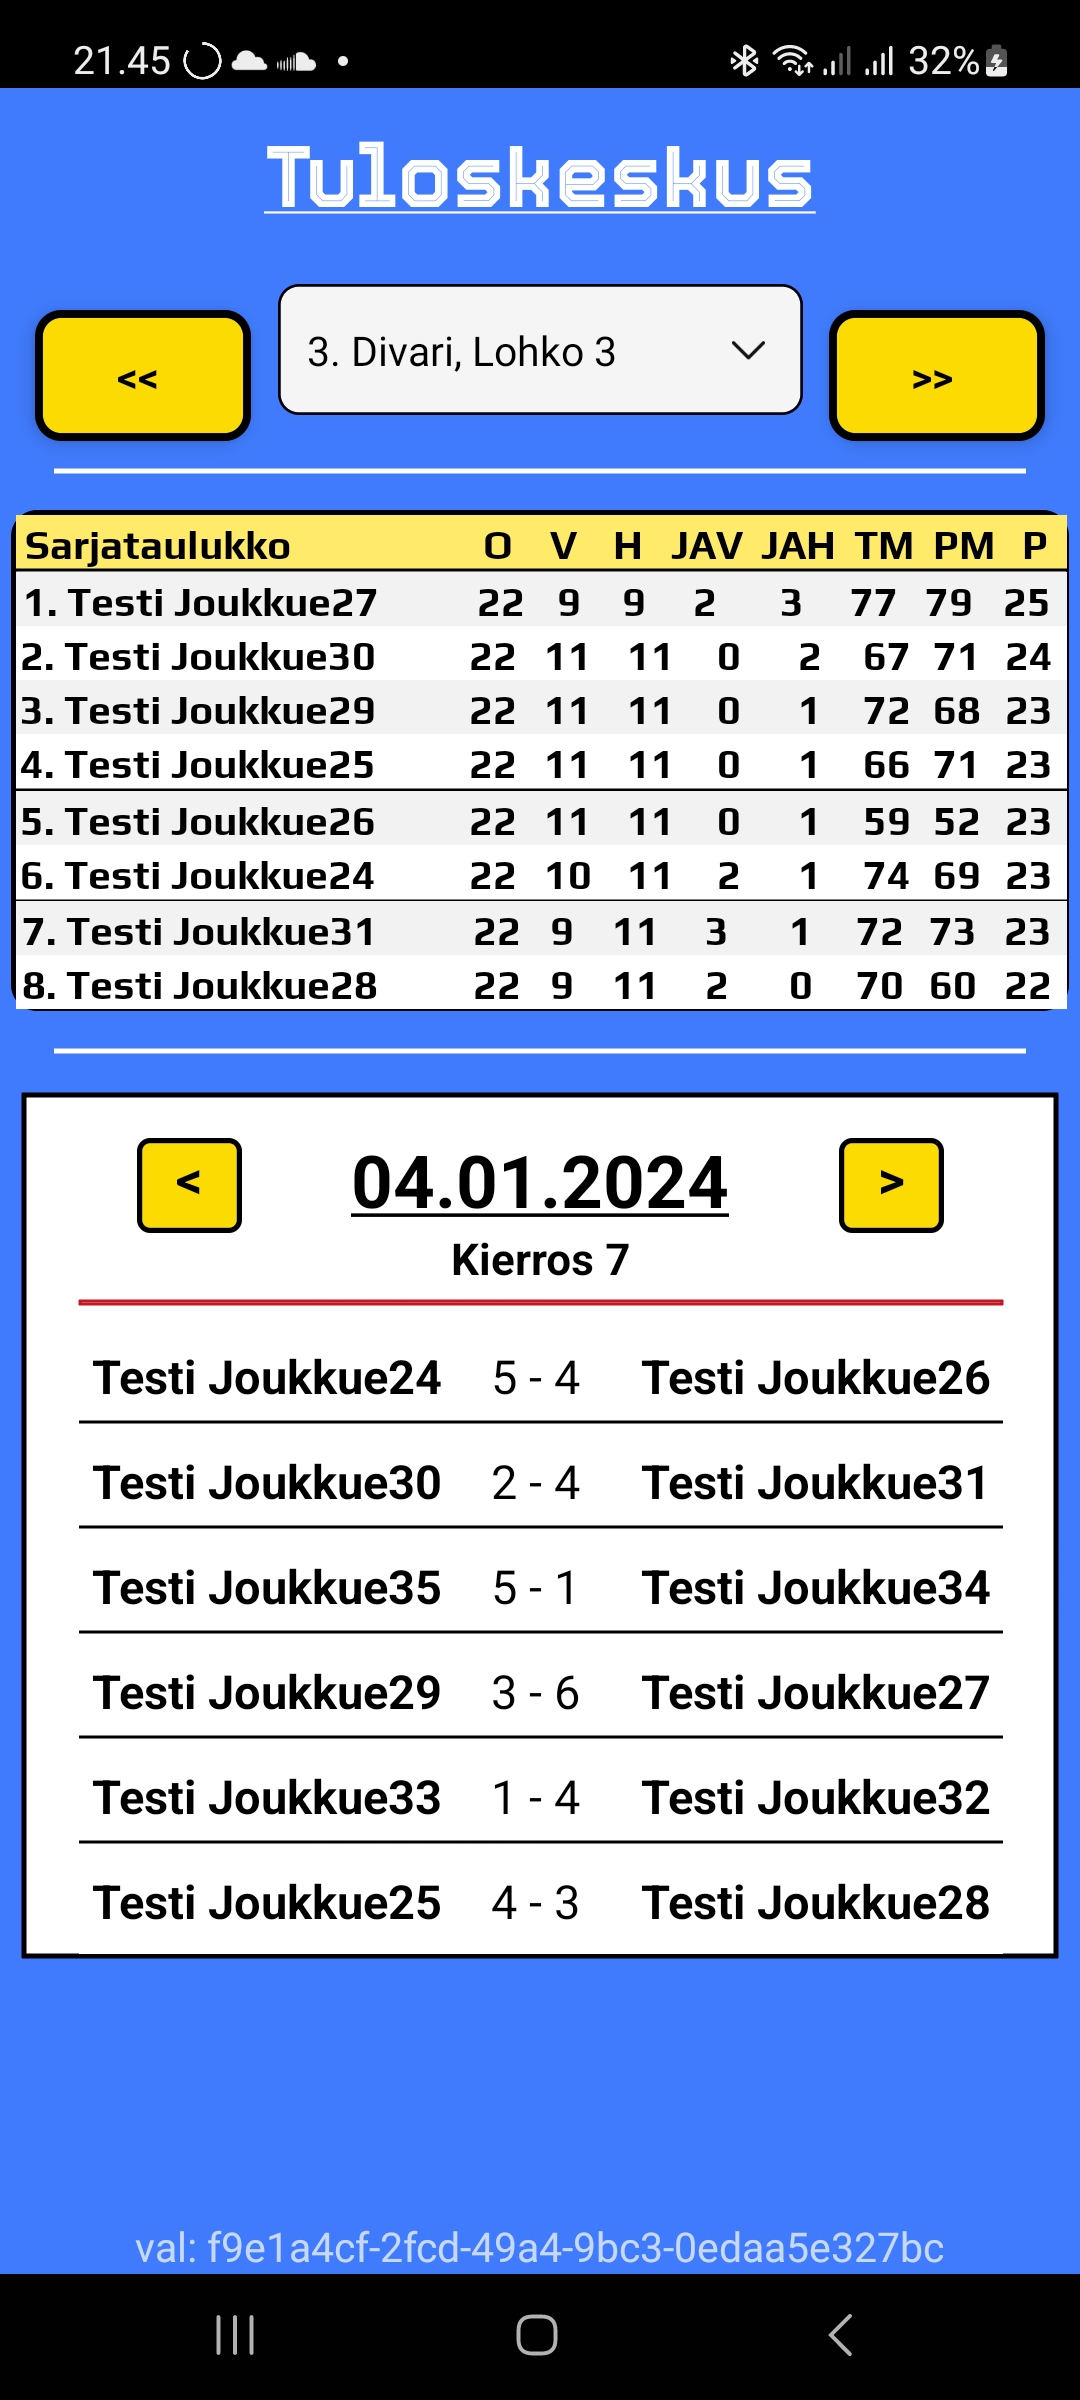 21.45 32%
Tuloskeskus
<< 3. Divari, Lohko 3 >>
Sarjataulukko O V H JAV JAH TM PM P
1. Testi Joukkue27 22 9 9 2 3 77 79 25
2. Testi Joukkue30 22 11 11 0 2 67 71 24
3. Testi Joukkue29 22 11 11 0 1 72 68 23
4. Testi Joukkue25 22 11 11 0 1 66 71 23
5. Testi Joukkue26 22 11 11 0 1 59 52 23
6. Testi Joukkue24 22 10 11 2 1 74 69 23
7. Testi Joukkue31 22 9 11 3 1 72 73 23
8. Testi Joukkue28 22 9 11 2 0 70 60 22
< 04.01.2024 >
Kierros 7
Testi Joukkue24 5 - 4 Testi Joukkue26
Testi Joukkue30 2 - 4 Testi Joukkue31
Testi Joukkue35 5 - 1 Testi Joukkue34
Testi Joukkue29 3 - 6 Testi Joukkue27
Testi Joukkue33 1 - 4 Testi Joukkue32
Testi Joukkue25 4 - 3 Testi Joukkue28
val: f9e1a4cf-2fcd-49a4-9bc3-0edaa5e327bc